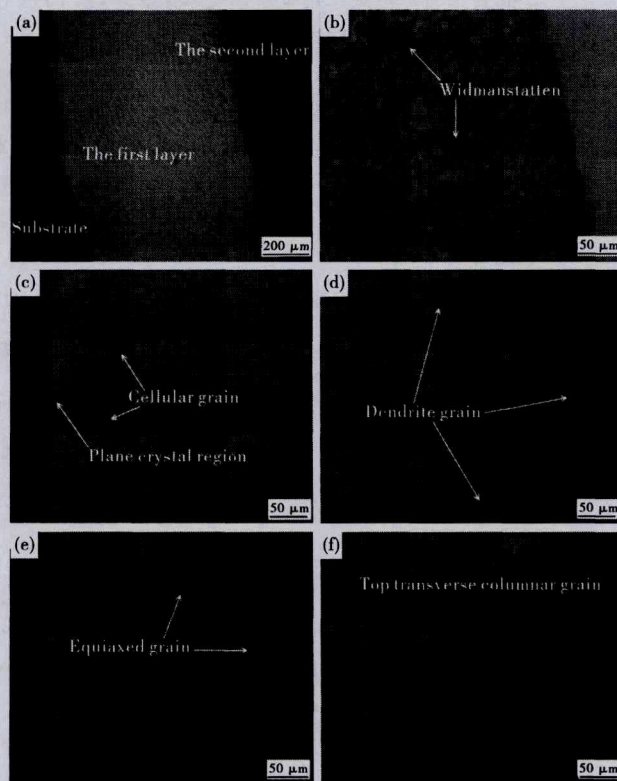 (a)
The second layer
The first layer
Substrate
200 μm
(b)
Widmanstatten
50 μm
(c)
Cellular grain
Plane crystal region
50 μm
(d)
Dendrite grain
50 μm
(e)
Equiaxed grain
50 μm
(f)
Top transverse columnar grain
50 μm